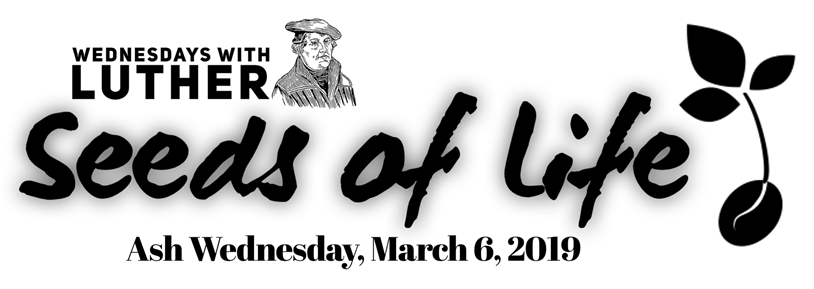 WEDNESDAYS WITH
LUTHER
Seeds of Life
Ash Wednesday, March 6, 2019